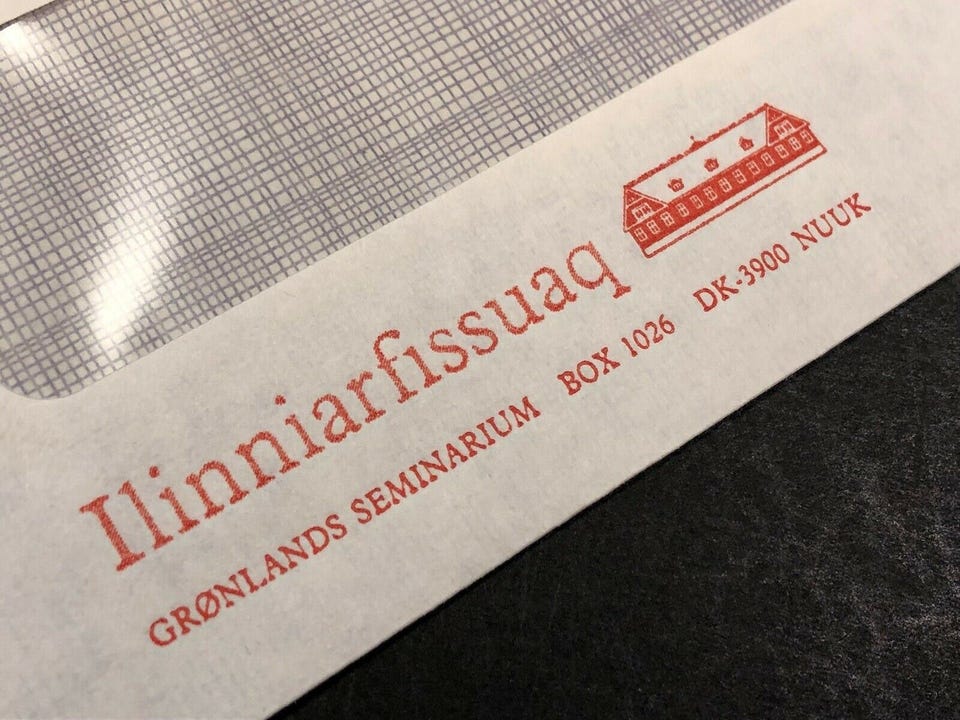 Ilinniarfissuaq
GRØNLANDS SEMINARIUM BOX 1026 DK-3900 NUUK